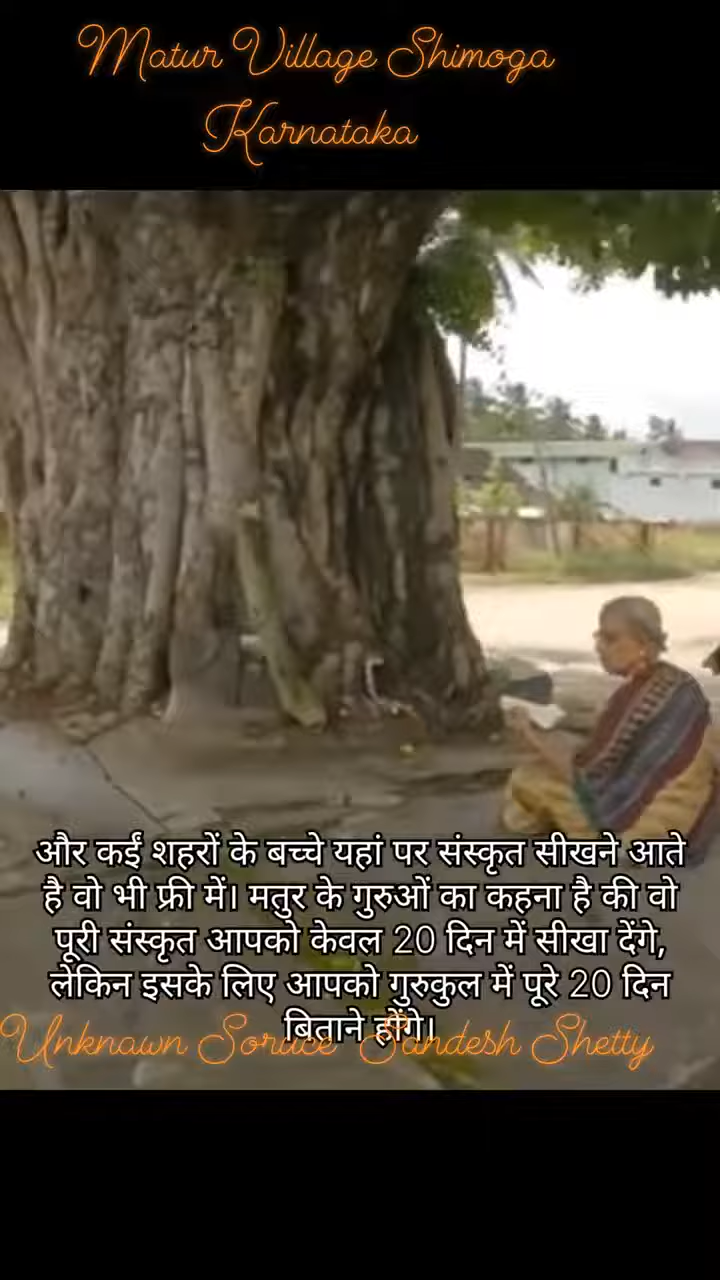 Matur Village Shimoga
Karnataka
और कईं शहरों के बच्चे यहां पर संस्कृत सीखने आते
है वो भी फ्री में। मतुर के गुरुओं का कहना है की वो
पूरी संस्कृत आपको केवल 20 दिन में सीखा देंगे,
लेकिन इसके लिए आपको गुरुकुल में पूरे 20 दिन
बिताने होंगे।
Unknawn Soruce Sandesh Shetty